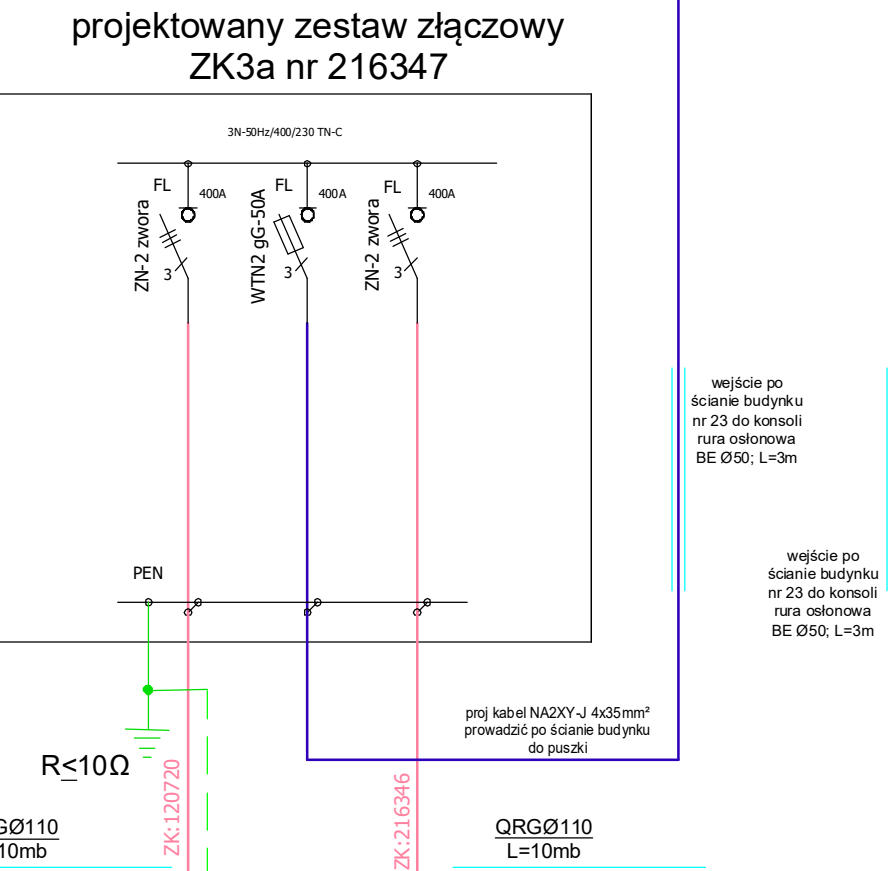 projektowany zestaw złączowy
ZK3a nr 216347
3N-50Hz/400/230 TN-C
FL
400A
ZN-2 zwora
3
FL
400A
WTN2 gG-50A
3
FL
400A
ZN-2 zwora
3
wejście po
ścianie budynku
nr 23 do konsoli
rura osłonowa
BE Ø50; L=3m
wejście po
ścianie budynku
nr 23 do konsoli
rura osłonowa
BE Ø50; L=3m
PEN
proj kabel NA2XY-J 4x35mm²
prowadzić po ścianie budynku
do puszki
R≤10Ω
ZK:120720
ZK:216346
GØ110
10mb
QRGØ110
L=10mb